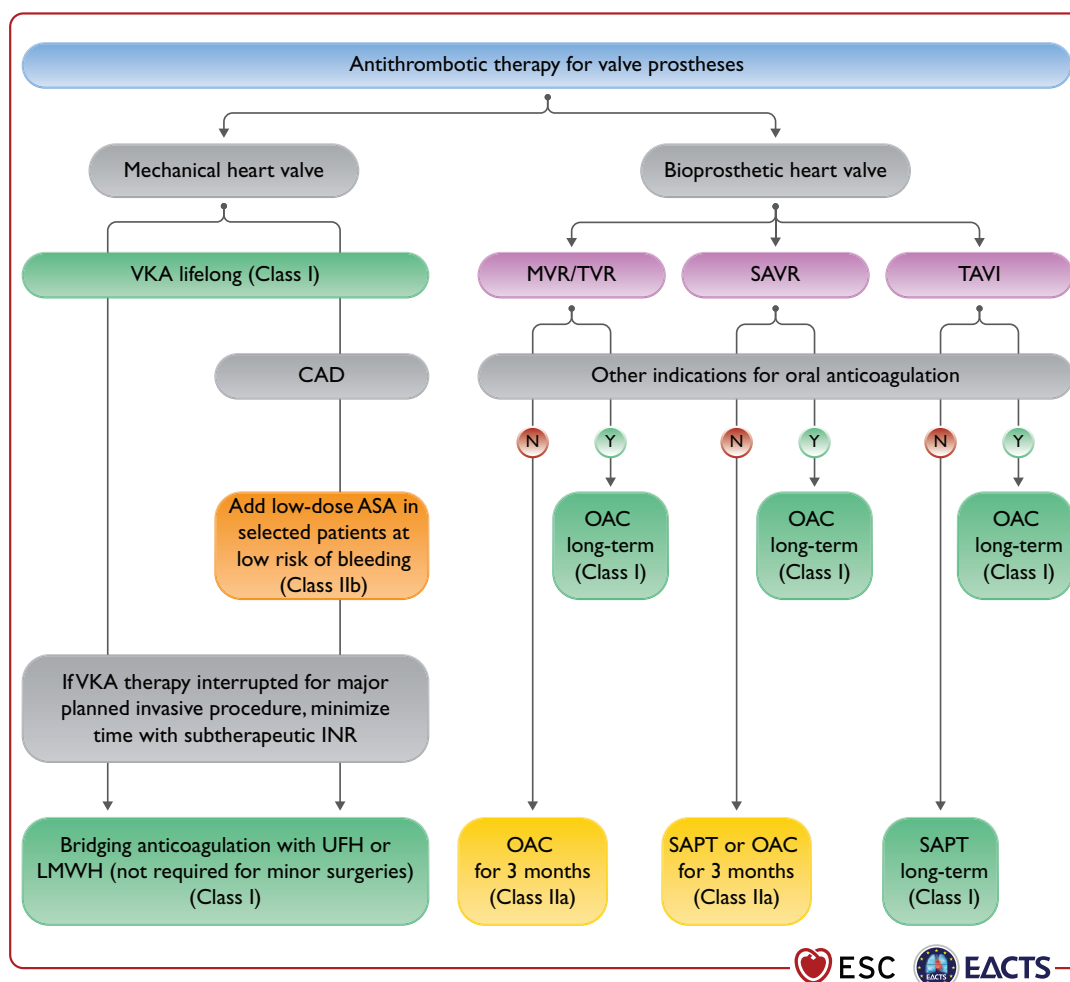 Antithrombotic therapy for valve prostheses
Mechanical heart valve
Bioprosthetic heart valve
VKA lifelong (Class I)
MVR/TVR
SAVR
TAVI
CAD
Other indications for oral anticoagulation
N
Y
N
Y
N
Y
Add low-dose ASA in
selected patients at
low risk of bleeding
(Class IIb)
OAC
long-term
(Class I)
OAC
long-term
(Class I)
OAC
long-term
(Class I)
If VKA therapy interrupted for major
planned invasive procedure, minimize
time with subtherapeutic INR
Bridging anticoagulation with UFH or
LMWH (not required for minor surgeries)
(Class I)
OAC
for 3 months
(Class IIa)
SAPT or OAC
for 3 months
(Class IIa)
SAPT
long-term
(Class I)
ESC
EACTS
EACTS